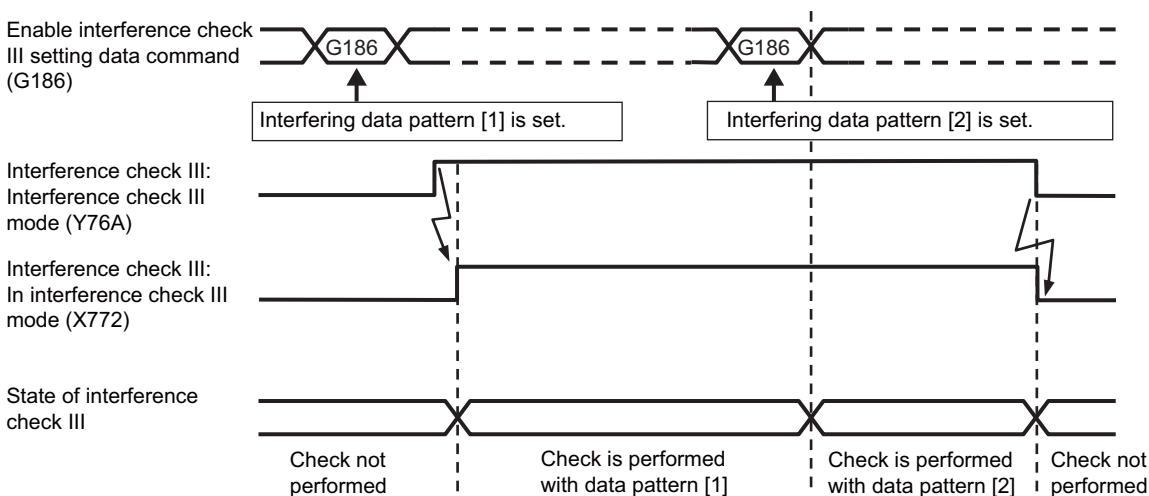 Enable interference check
III setting data command
(G186)
G186
G186
Interfering data pattern [1] is set.
Interfering data pattern [2] is set.
Interference check III:
Interference check III
mode (Y76A)
Interference check III:
In interference check III
mode (X772)
State of interference
check III
Check not
performed
Check is performed
with data pattern [1]
Check is performed
with data pattern [2]
Check not
performed